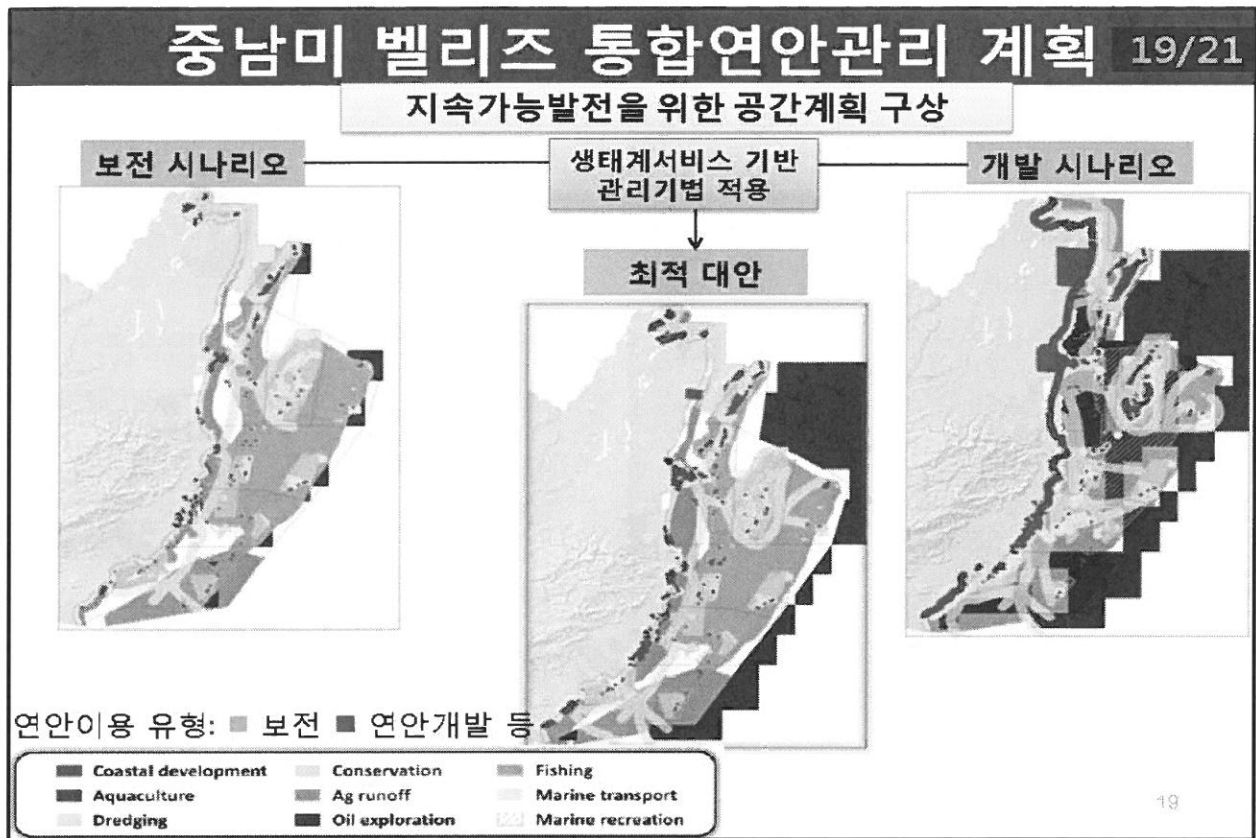 중남미 벨리즈 통합연안관리 계획 19/21
지속가능발전을 위한 공간계획 구상
보전 시나리오
생태계서비스 기반
관리기법 적용
개발 시나리오
최적 대안
연안이용 유형: 보전 연안개발 등
Coastal development Conservation Fishing
Aquaculture Ag runoff Marine transport
Dredging Oil exploration Marine recreation
19